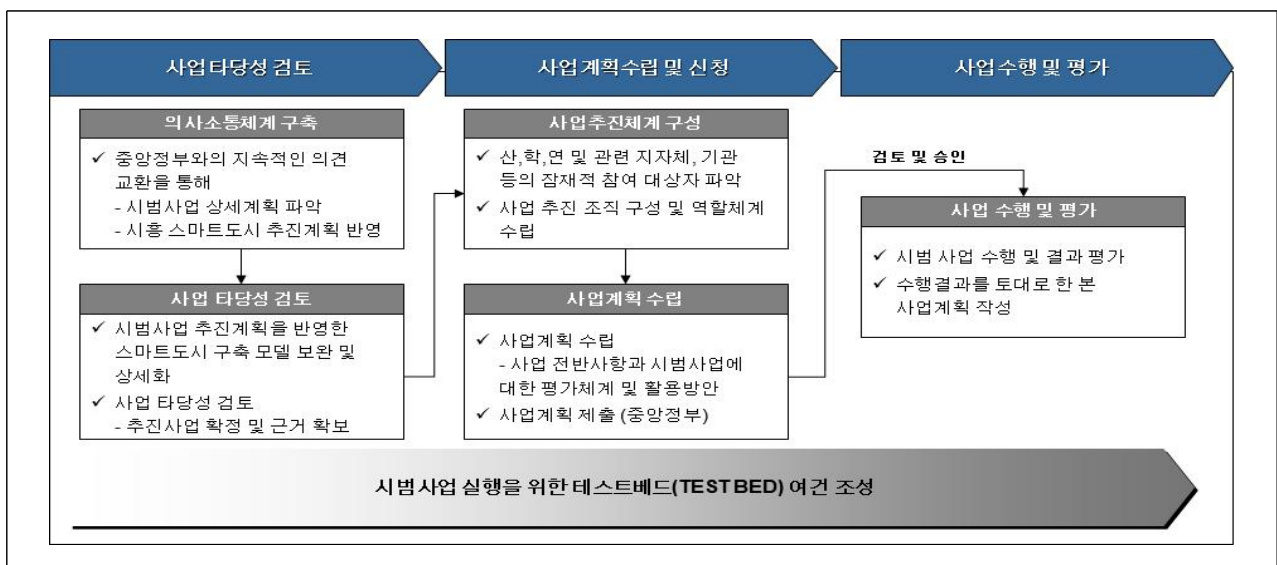 사업 타당성 검토
사업 계획수립 및 신청
사업 수행 및 평가
의사소통체계 구축
✓ 중앙정부와의 지속적인 의견
교환을 통해
- 시범사업 상세계획 파악
- 시흥 스마트도시 추진계획 반영
사업 타당성 검토
✓ 시범사업 추진계획을 반영한
스마트도시 구축 모델 보완 및
상세화
✓ 사업 타당성 검토
- 추진사업 확정 및 근거 확보
사업추진체계 구성
✓ 산,학,연 및 관련 지자체, 기관
등의 잠재적 참여 대상자 파악
✓ 사업 추진 조직 구성 및 역할체계
수립
사업계획 수립
✓ 사업계획 수립
- 사업 전반사항과 시범사업에
대한 평가체계 및 활용방안
✓ 사업계획 제출 (중앙정부)
검토 및 승인
사업 수행 및 평가
✓ 시범 사업 수행 및 결과 평가
✓ 수행결과를 토대로 한 본
사업계획 작성
시범사업 실행을 위한 테스트베드(TEST BED) 여건 조성